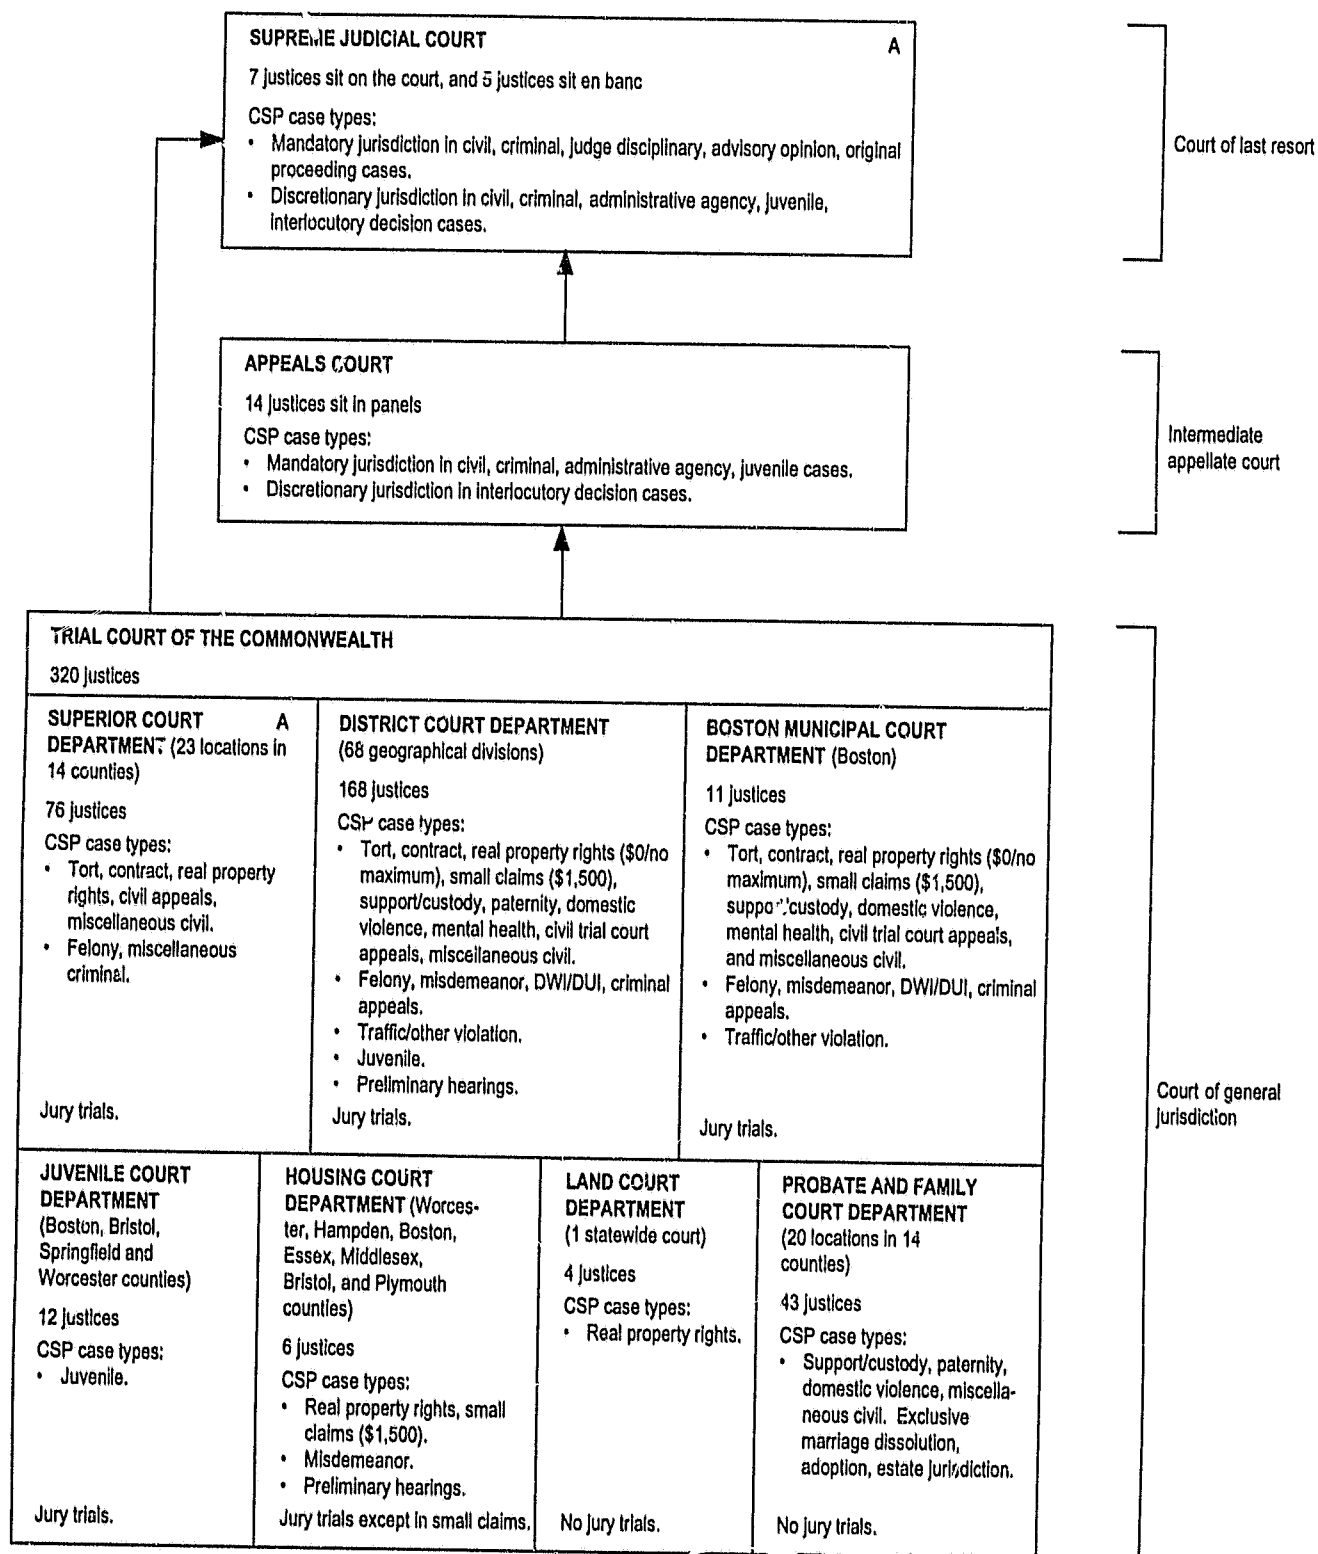 SUPREME JUDICIAL COURT A
7 justices sit on the court, and 5 justices sit en banc
CSP case types:
• Mandatory jurisdiction in civil, criminal, judge disciplinary, advisory opinion, original
proceeding cases.
• Discretionary jurisdiction in civil, criminal, administrative agency, juvenile,
interlocutory decision cases.
Court of last resort
APPEALS COURT
14 justices sit in panels
CSP case types:
• Mandatory jurisdiction in civil, criminal, administrative agency, juvenile cases.
• Discretionary jurisdiction in interlocutory decision cases.
Intermediate
appellate court
TRIAL COURT OF THE COMMONWEALTH
320 justices
SUPERIOR COURT A
DEPARTMENT (23 locations in
14 counties)
76 justices
CSP case types:
• Tort, contract, real property
rights, civil appeals,
miscellaneous civil.
• Felony, miscellaneous
criminal.
Jury trials.
DISTRICT COURT DEPARTMENT
(68 geographical divisions)
168 justices
CSP case types:
• Tort, contract, real property rights ($0/no
maximum), small claims ($1,500),
support/custody, paternity, domestic
violence, mental health, civil trial court
appeals, miscellaneous civil.
• Felony, misdemeanor, DWI/DUI, criminal
appeals.
• Traffic/other violation.
• Juvenile.
• Preliminary hearings.
Jury trials.
BOSTON MUNICIPAL COURT
DEPARTMENT (Boston)
11 justices
CSP case types:
• Tort, contract, real property rights ($0/no
maximum), small claims ($1,500),
support/custody, domestic violence,
mental health, civil trial court appeals,
and miscellaneous civil.
• Felony, misdemeanor, DWI/DUI, criminal
appeals.
• Traffic/other violation.
Jury trials.
Court of general
jurisdiction
JUVENILE COURT
DEPARTMENT
(Boston, Bristol,
Springfield and
Worcester counties)
12 justices
CSP case types:
• Juvenile.
Jury trials.
HOUSING COURT
DEPARTMENT (Worces-
ter, Hampden, Boston,
Essex, Middlesex,
Bristol, and Plymouth
counties)
6 justices
CSP case types:
• Real property rights, small
claims ($1,500).
• Misdemeanor.
• Preliminary hearings.
Jury trials except in small claims.
LAND COURT
DEPARTMENT
(1 statewide court)
4 justices
CSP case types:
• Real property rights.
No jury trials.
PROBATE AND FAMILY
COURT DEPARTMENT
(20 locations in 14
counties)
43 justices
CSP case types:
• Support/custody, paternity,
domestic violence, miscella-
neous civil. Exclusive
marriage dissolution,
adoption, estate jurisdiction.
No jury trials.